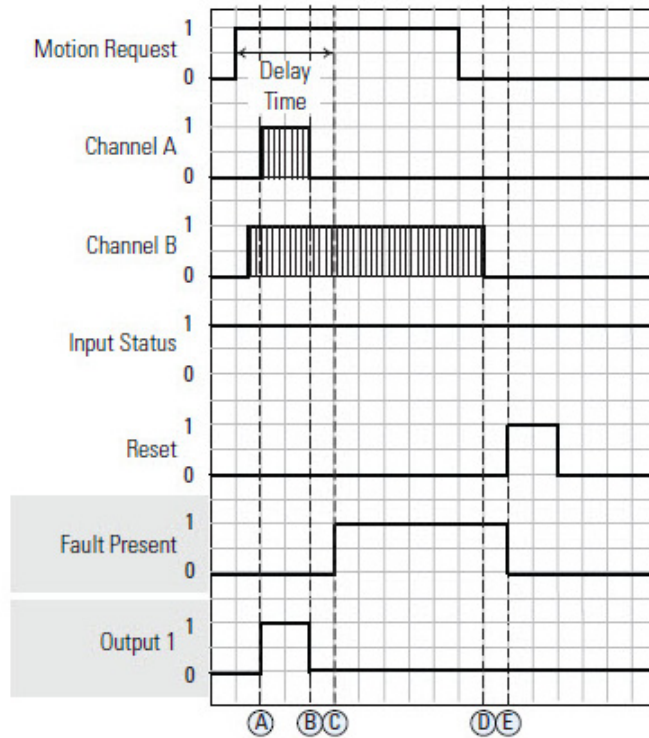 Motion Request 1
0
Delay
Time
Channel A 1
0
Channel B 1
0
Input Status 1
0
Reset 1
0
Fault Present 1
0
Output 1 1
0
A B C D E